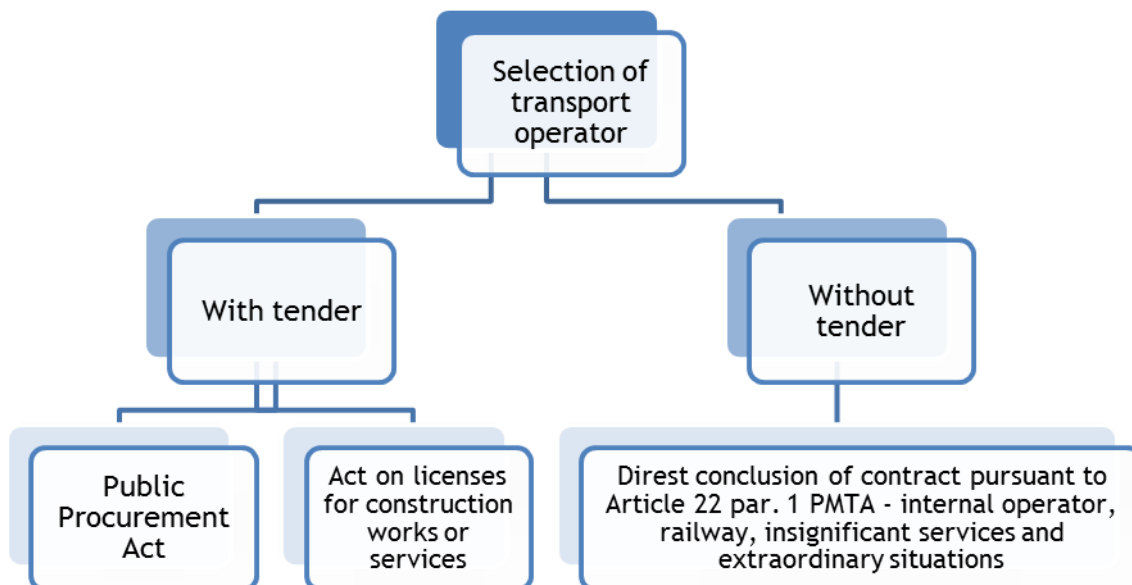 Selection of
transport
operator
With tender
Without
tender
Public
Procurement
Act
Act on licenses
for construction
works or
services
Direst conclusion of contract pursuant to
Article 22 par. 1 PMTA - internal operator,
railway, insignificant services and
extraordinary situations